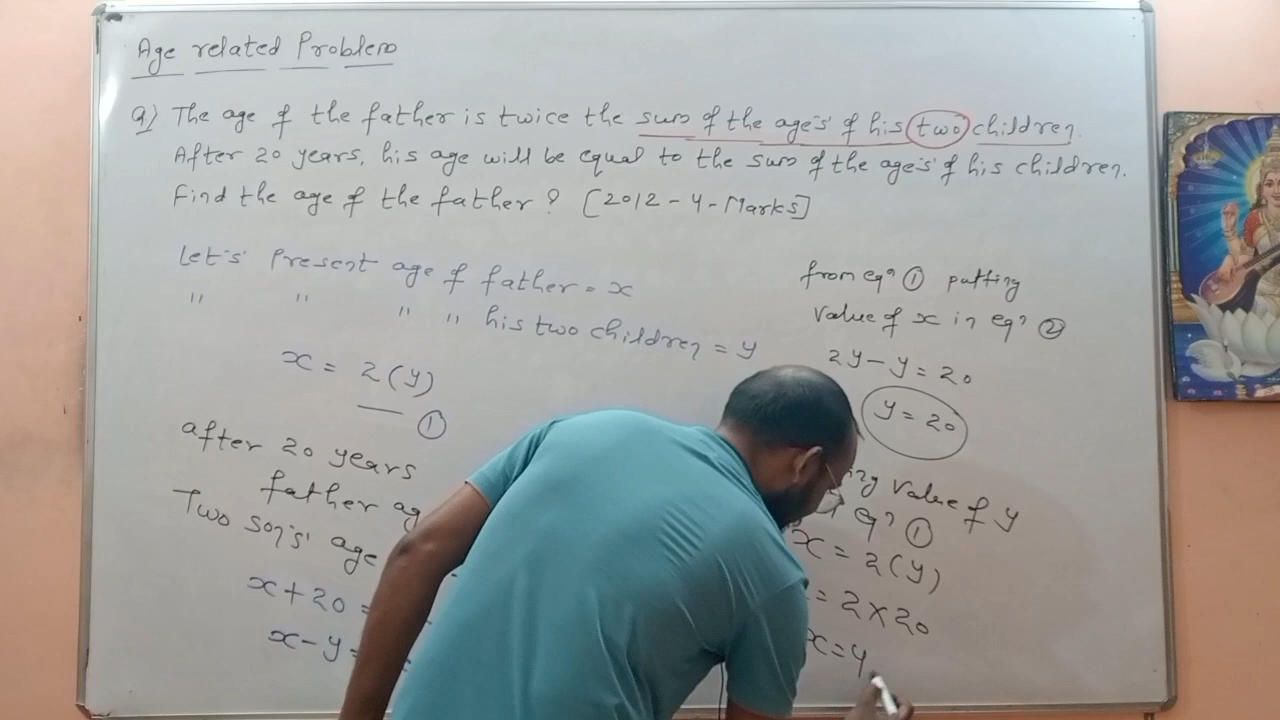 Age related Problem
Q) The age of the father is twice the sum of the age's of his two children.
After 20 years, his age will be equal to the sum of the age's of his children.
Find the age of the father? [2012-4-Marks]
Let's Present age of father = x
" " " " his two children = y
x = 2(y)
①
after 20 years
father ag
Two son's age
x+20 =
x-y=
from eqn ① putting
value of x in eqn ②
2y-y=20
y=20
value of y
eqn ①
x = 2(y)
= 2×20
x=4